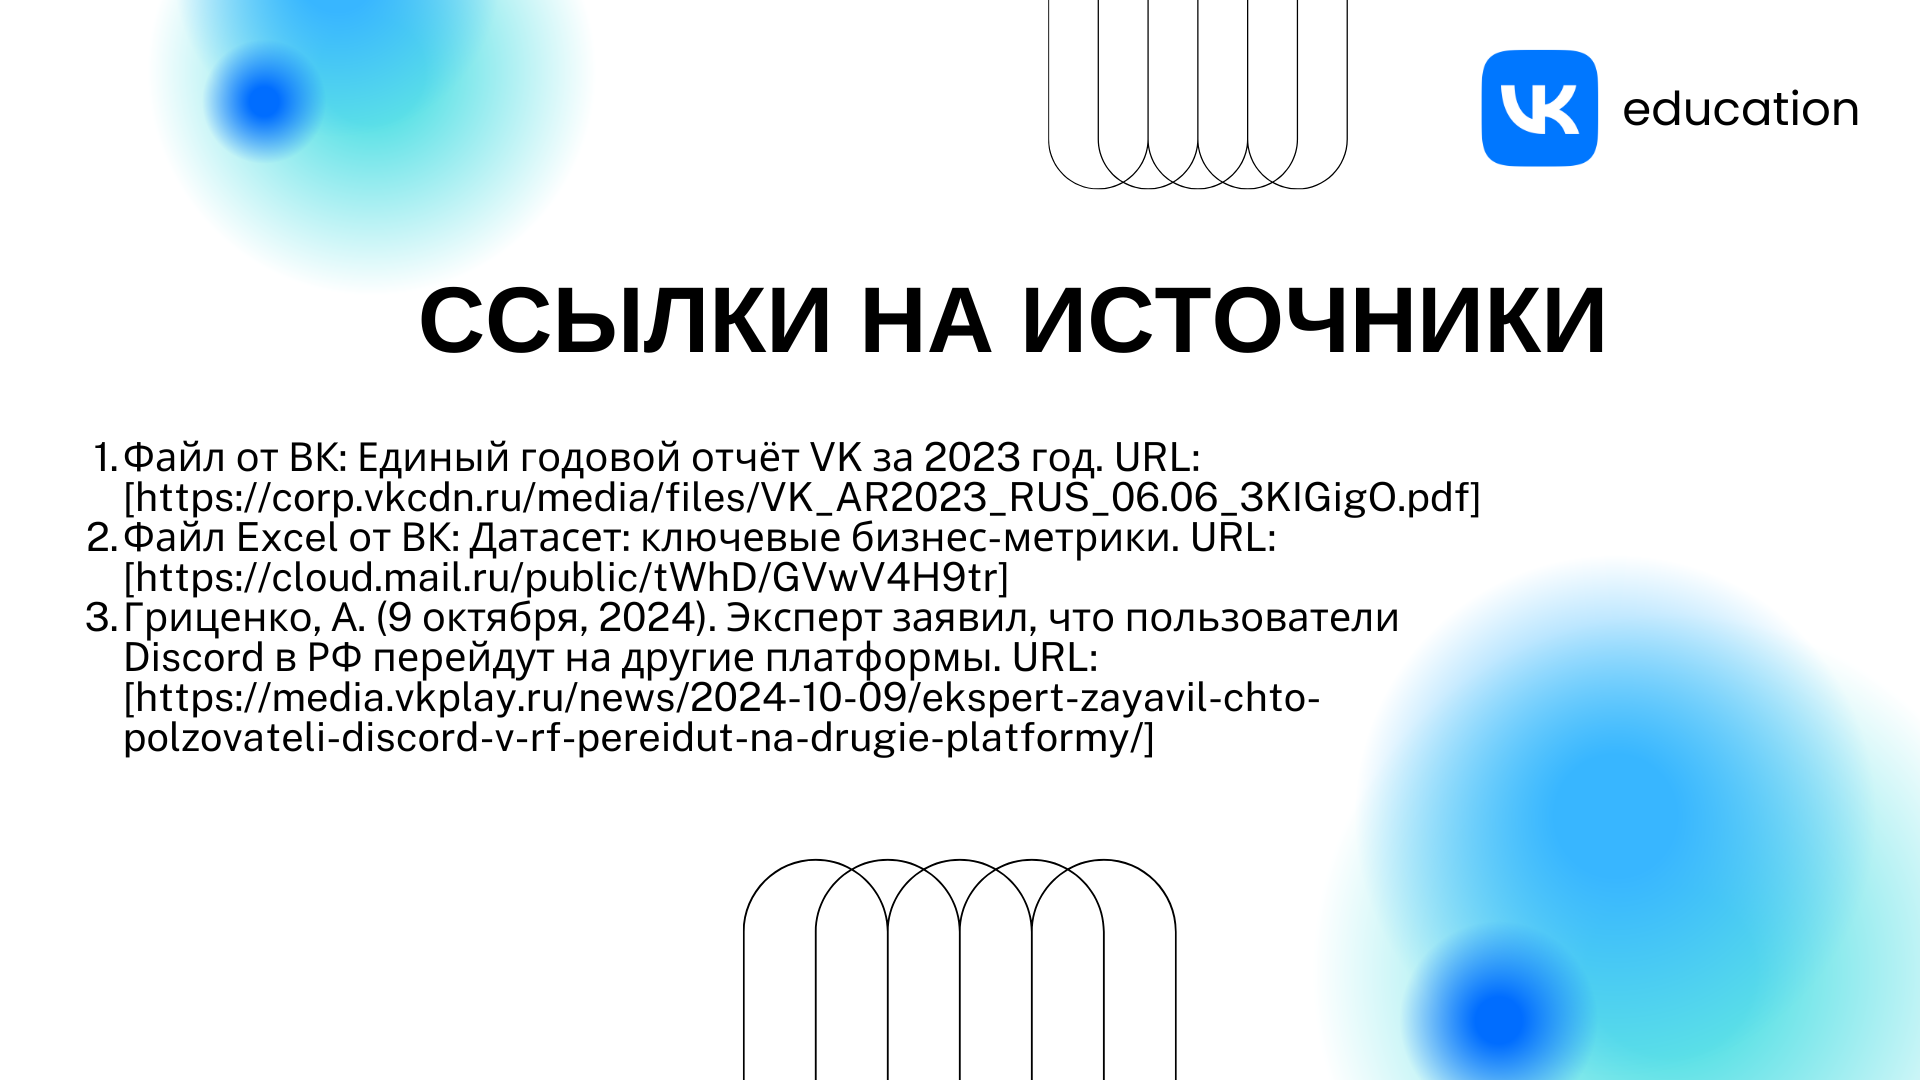 VK education
ССЫЛКИ НА ИСТОЧНИКИ
1. Файл от ВК: Единый годовой отчёт VK за 2023 год. URL:
[https://corp.vkcdn.ru/media/files/VK_AR2023_RUS_06.06_3KIGigO.pdf]
2. Файл Excel от ВК: Датасет: ключевые бизнес-метрики. URL:
[https://cloud.mail.ru/public/tWhD/GVwV4H9tr]
3. Гриценко, А. (9 октября, 2024). Эксперт заявил, что пользователи
Discord в РФ перейдут на другие платформы. URL:
[https://media.vkplay.ru/news/2024-10-09/ekspert-zayavil-chto-
polzovateli-discord-v-rf-pereidut-na-drugie-platformy/]